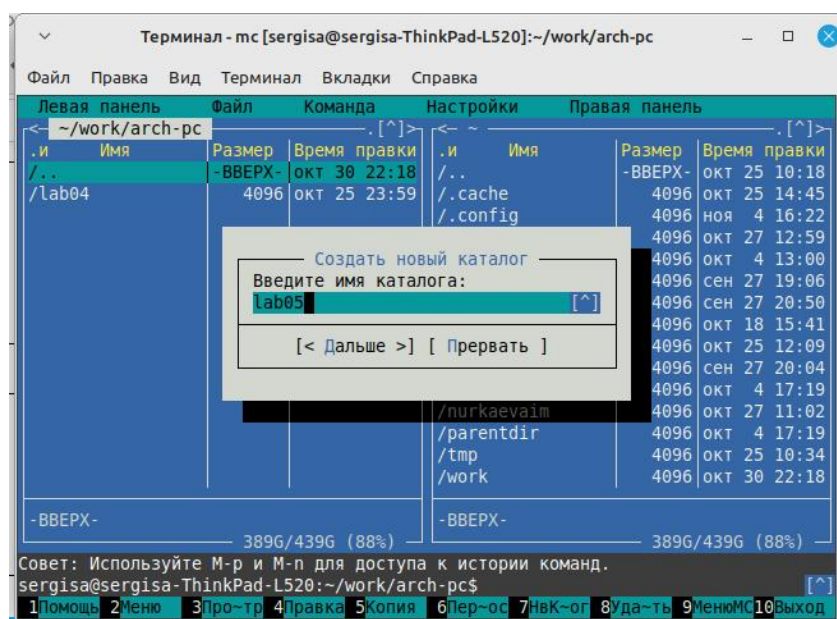 Терминал - mc [sergisa@sergisa-ThinkPad-L520]:~/work/arch-pc
Файл Правка Вид Терминал Вкладки Справка
Левая панель Файл Команда Настройки Правая панель
<- ~/work/arch-pc .[^]> <- ~ .[^]>
.и Имя Размер Время правки .и Имя Размер Время правки
/.. -ВВЕРХ- окт 30 22:18 /.. -ВВЕРХ- окт 25 10:18
/lab04 4096 окт 25 23:59 /.cache 4096 окт 25 14:45
/.config 4096 ноя 4 16:22
4096 окт 27 12:59
Создать новый каталог 4096 окт 4 13:00
Введите имя каталога: 4096 сен 27 19:06
lab05 [^] 4096 сен 27 20:50
4096 окт 18 15:41
[< Дальше >] [ Прервать ] 4096 окт 25 12:09
4096 сен 27 20:04
4096 окт 4 17:19
/nurkaevaim 4096 окт 27 11:02
/parentdir 4096 окт 4 17:19
/tmp 4096 окт 25 10:34
/work 4096 окт 30 22:18
-ВВЕРХ- -ВВЕРХ-
389G/439G (88%) 389G/439G (88%)
Совет: Используйте M-p и M-n для доступа к истории команд.
sergisa@sergisa-ThinkPad-L520:~/work/arch-pc$ [^]
1Помощь 2Меню 3Про~тр 4Правка 5Копия 6Пер~ос 7НвК~ог 8Уда~ть 9МенюMC 10Выход